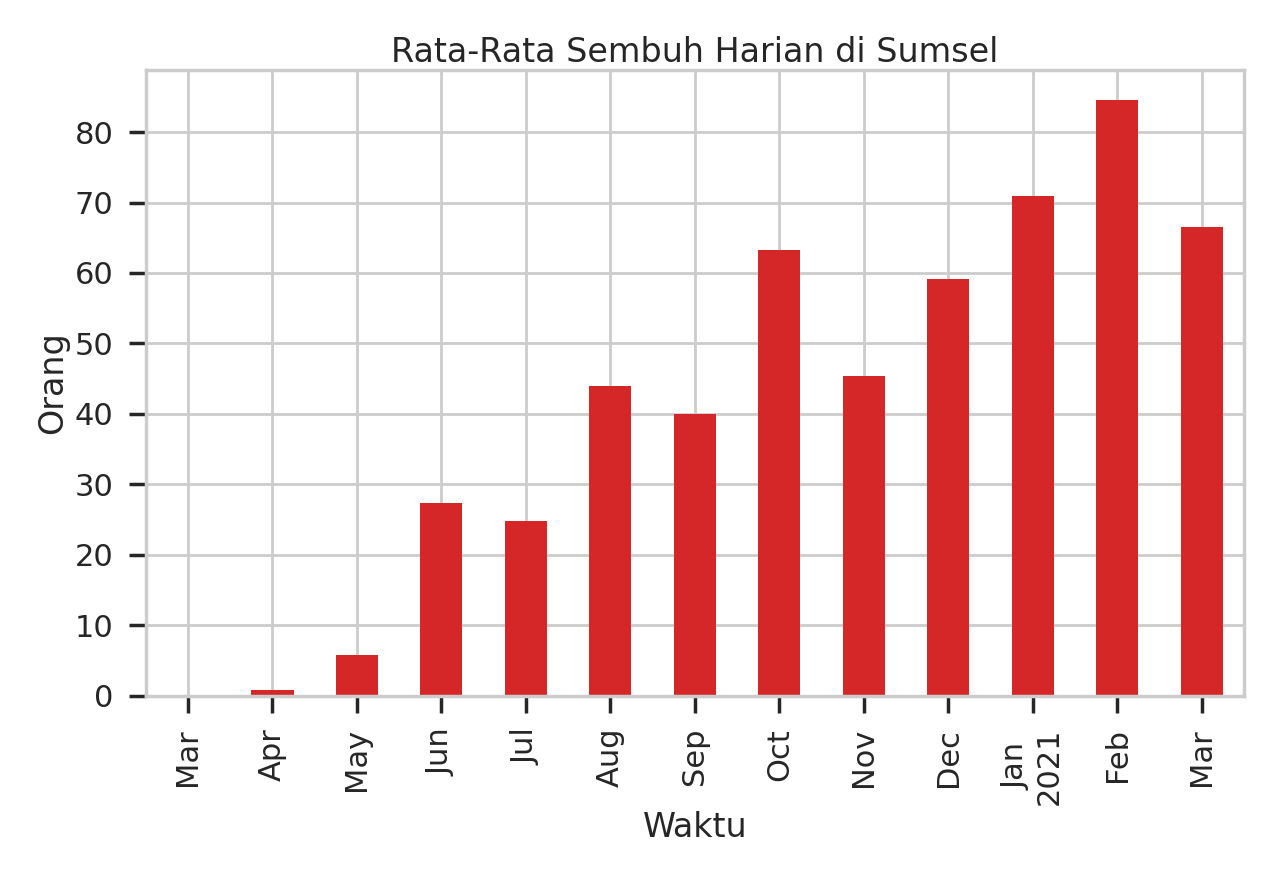 Rata-Rata Sembuh Harian di Sumsel
80
70
60
50
40
30
20
10
0
Orang
Mar
Apr
May
Jun
Jul
Aug
Sep
Oct
Nov
Dec
Jan
2021
Feb
Mar
Waktu